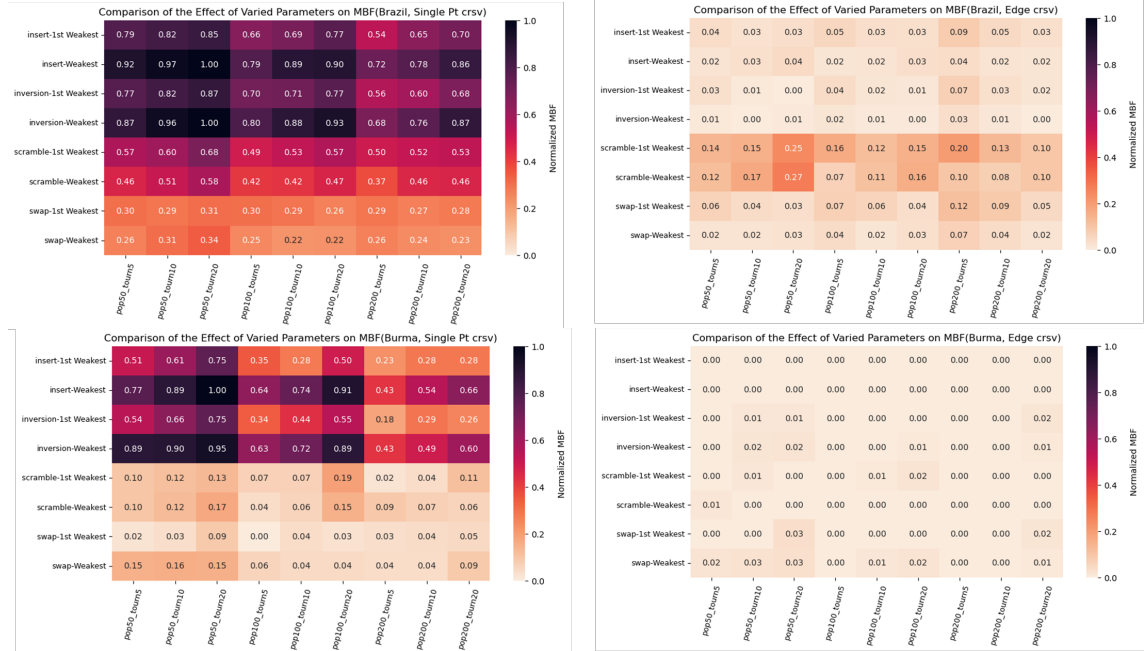 Comparison of the Effect of Varied Parameters on MBF(Brazil, Single Pt crsv)
insert-1st Weakest 0.79 0.82 0.85 0.66 0.69 0.77 0.54 0.65 0.70
insert-Weakest 0.92 0.97 1.00 0.79 0.89 0.90 0.72 0.78 0.86
inversion-1st Weakest 0.77 0.82 0.87 0.70 0.71 0.77 0.56 0.60 0.68
inversion-Weakest 0.87 0.96 1.00 0.80 0.88 0.93 0.68 0.76 0.87
scramble-1st Weakest 0.57 0.60 0.68 0.49 0.53 0.57 0.50 0.52 0.53
scramble-Weakest 0.46 0.51 0.58 0.42 0.42 0.47 0.37 0.46 0.46
swap-1st Weakest 0.30 0.29 0.31 0.30 0.29 0.26 0.29 0.27 0.28
swap-Weakest 0.26 0.31 0.34 0.25 0.22 0.22 0.26 0.24 0.23
pop50_tourn5 pop50_tourn10 pop50_tourn20 pop100_tourn5 pop100_tourn10 pop100_tourn20 pop200_tourn5 pop200_tourn10 pop200_tourn20
1.0
0.8
0.6
0.4
0.2
0.0
Normalized MBF
Comparison of the Effect of Varied Parameters on MBF(Brazil, Edge crsv)
insert-1st Weakest 0.04 0.03 0.03 0.05 0.03 0.03 0.09 0.05 0.03
insert-Weakest 0.02 0.03 0.04 0.02 0.02 0.03 0.04 0.02 0.02
inversion-1st Weakest 0.03 0.01 0.00 0.04 0.02 0.02 0.07 0.03 0.02
inversion-Weakest 0.01 0.00 0.02 0.01 0.01 0.00 0.03 0.01 0.00
scramble-1st Weakest 0.14 0.15 0.25 0.16 0.12 0.15 0.20 0.13 0.10
scramble-Weakest 0.12 0.17 0.27 0.07 0.11 0.16 0.10 0.08 0.10
swap-1st Weakest 0.06 0.04 0.03 0.07 0.06 0.04 0.12 0.09 0.05
swap-Weakest 0.02 0.02 0.03 0.04 0.02 0.02 0.07 0.04 0.02
pop50_tourn5 pop50_tourn10 pop50_tourn20 pop100_tourn5 pop100_tourn10 pop100_tourn20 pop200_tourn5 pop200_tourn10 pop200_tourn20
1.0
0.8
0.6
0.4
0.2
0.0
Normalized MBF
Comparison of the Effect of Varied Parameters on MBF(Burma, Single Pt crsv)
insert-1st Weakest 0.51 0.61 0.75 0.35 0.28 0.50 0.23 0.28 0.28
insert-Weakest 0.77 0.89 1.00 0.64 0.74 0.91 0.43 0.54 0.66
inversion-1st Weakest 0.54 0.66 0.75 0.34 0.44 0.55 0.18 0.29 0.26
inversion-Weakest 0.89 0.90 0.95 0.63 0.72 0.89 0.43 0.49 0.60
scramble-1st Weakest 0.10 0.12 0.13 0.07 0.07 0.19 0.02 0.04 0.11
scramble-Weakest 0.10 0.12 0.17 0.04 0.06 0.15 0.09 0.07 0.06
swap-1st Weakest 0.02 0.03 0.09 0.00 0.04 0.03 0.03 0.04 0.05
swap-Weakest 0.15 0.16 0.15 0.06 0.04 0.04 0.04 0.04 0.09
pop50_tourn5 pop50_tourn10 pop50_tourn20 pop100_tourn5 pop100_tourn10 pop100_tourn20 pop200_tourn5 pop200_tourn10 pop200_tourn20
1.0
0.8
0.6
0.4
0.2
0.0
Normalized MBF
Comparison of the Effect of Varied Parameters on MBF(Burma, Edge crsv)
insert-1st Weakest 0.00 0.00 0.00 0.00 0.00 0.00 0.00 0.00 0.00
insert-Weakest 0.00 0.00 0.00 0.00 0.00 0.00 0.00 0.00 0.00
inversion-1st Weakest 0.00 0.01 0.01 0.00 0.00 0.00 0.00 0.00 0.02
inversion-Weakest 0.00 0.02 0.02 0.00 0.00 0.01 0.00 0.00 0.01
scramble-1st Weakest 0.00 0.01 0.00 0.00 0.01 0.02 0.00 0.00 0.00
scramble-Weakest 0.01 0.00 0.00 0.00 0.00 0.00 0.00 0.00 0.00
swap-1st Weakest 0.00 0.00 0.03 0.00 0.00 0.00 0.00 0.00 0.02
swap-Weakest 0.02 0.03 0.03 0.00 0.01 0.02 0.00 0.00 0.01
pop50_tourn5 pop50_tourn10 pop50_tourn20 pop100_tourn5 pop100_tourn10 pop100_tourn20 pop200_tourn5 pop200_tourn10 pop200_tourn20
1.0
0.8
0.6
0.4
0.2
0.0
Normalized MBF